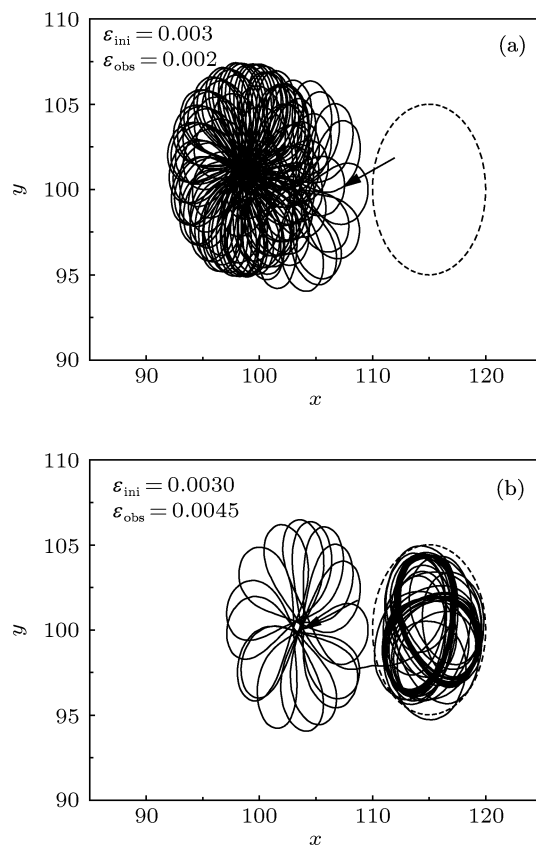 110
105
100
95
90
y
ε_ini = 0.003
ε_obs = 0.002
(a)
90
100
110
120
x
110
105
100
95
90
y
ε_ini = 0.0030
ε_obs = 0.0045
(b)
90
100
110
120
x